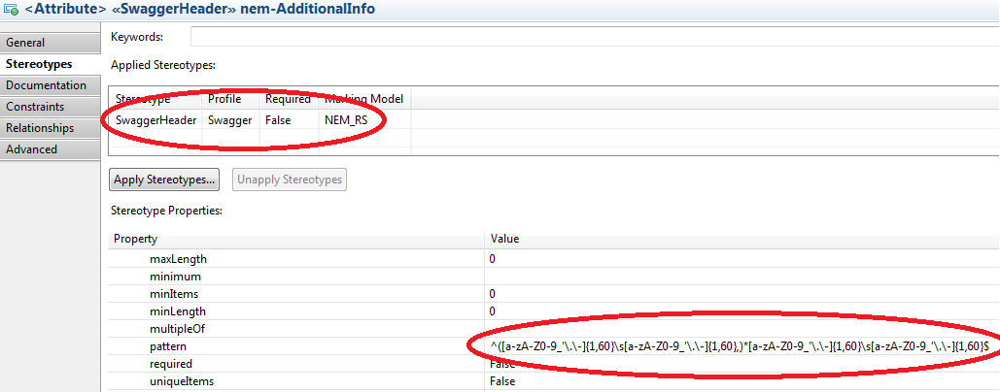 <Attribute> «SwaggerHeader» nem-AdditionalInfo
General
Stereotypes
Documentation
Constraints
Relationships
Advanced
Keywords:
Applied Stereotypes:
Stereotype Profile Required Marking Model
SwaggerHeader Swagger False NEM_RS
Apply Stereotypes... Unapply Stereotypes
Stereotype Properties:
Property Value
maxLength 0
minimum
minItems 0
minLength 0
multipleOf
pattern ^([a-zA-Z0-9_'\.\-]{1,60}\s[a-zA-Z0-9_'\.\-]{1,60},)*[a-zA-Z0-9_'\.\-]{1,60}\s[a-zA-Z0-9_'\.\-]{1,60}$
required False
uniqueItems False